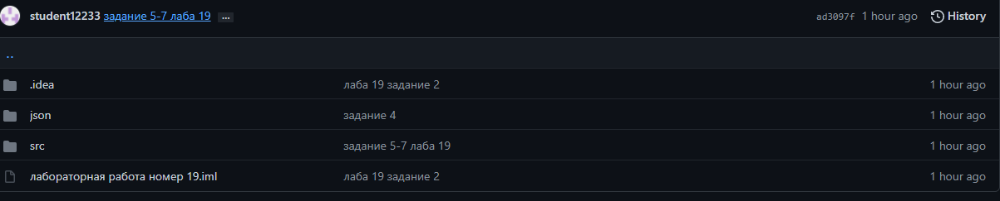 student12233 задание 5-7 лаба 19 ... ad3097f 1 hour ago History
..
.idea лаба 19 задание 2 1 hour ago
json задание 4 1 hour ago
src задание 5-7 лаба 19 1 hour ago
лабораторная работа номер 19.iml лаба 19 задание 2 1 hour ago